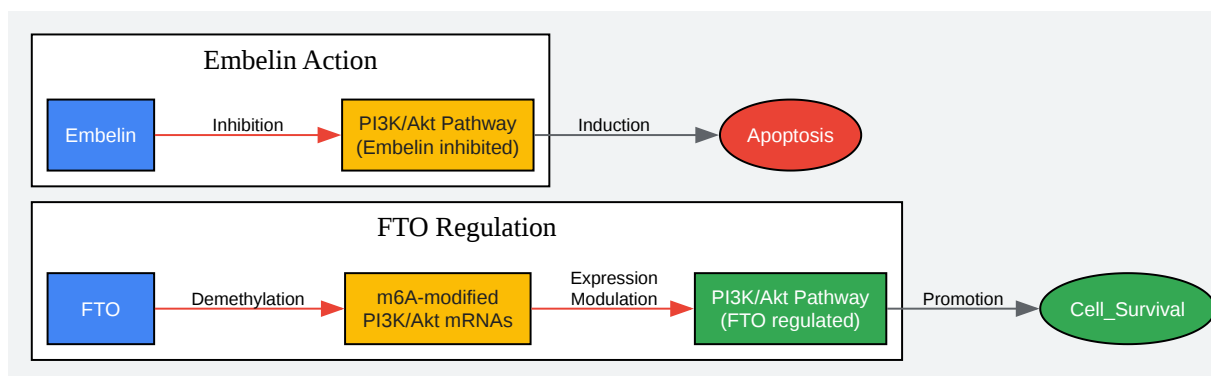 Embelin Action
Embelin
Inhibition
PI3K/Akt Pathway
(Embelin inhibited)
Induction
Apoptosis
FTO Regulation
FTO
Demethylation
m6A-modified
PI3K/Akt mRNAs
Expression
Modulation
PI3K/Akt Pathway
(FTO regulated)
Promotion
Cell_Survival